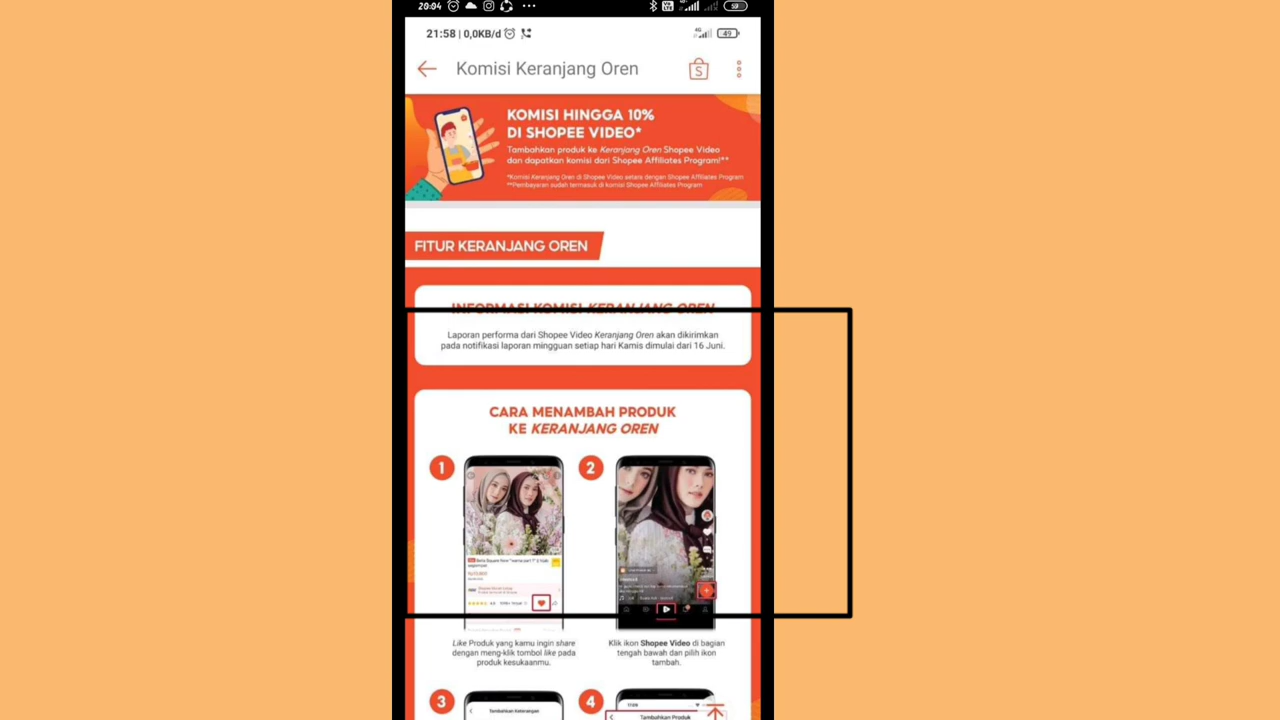 20:04
59
21:58 | 0,0KB/d
4G
49
Komisi Keranjang Oren
S
KOMISI HINGGA 10%
DI SHOPEE VIDEO*
Tambahkan produk ke Keranjang Oren Shopee Video
dan dapatkan komisi dari Shopee Affiliates Program!**
*Komisi Keranjang Oren di Shopee Video setara dengan Shopee Affiliates Program
**Pembayaran sudah termasuk di komisi Shopee Affiliates Program
FITUR KERANJANG OREN
INFORMASI KOMISI KERANJANG OREN
Laporan performa dari Shopee Video Keranjang Oren akan dikirimkan
pada notifikasi laporan mingguan setiap hari Kamis dimulai dari 16 Juni.
CARA MENAMBAH PRODUK
KE KERANJANG OREN
1
2
Like Produk yang kamu ingin share
dengan meng-klik tombol like pada
produk kesukaanmu.
Klik ikon Shopee Video di bagian
tengah bawah dan pilih ikon
tambah.
3
Tambahkan Keterangan
4
Tambahkan Produk